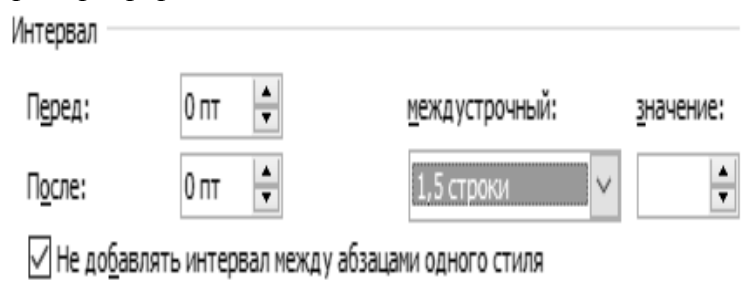 Интервал
Перед: 0 пт междустрочный: значение:
После: 0 пт 1,5 строки
Не добавлять интервал между абзацами одного стиля